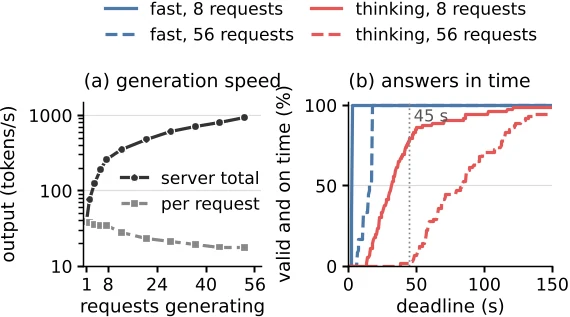 fast, 8 requests
thinking, 8 requests
fast, 56 requests
thinking, 56 requests
(a) generation speed
(b) answers in time
output (tokens/s)
1000
100
10
server total
per request
1 8 24 40 56
requests generating
valid and on time (%)
100
50
0
45 s
0 50 100 150
deadline (s)